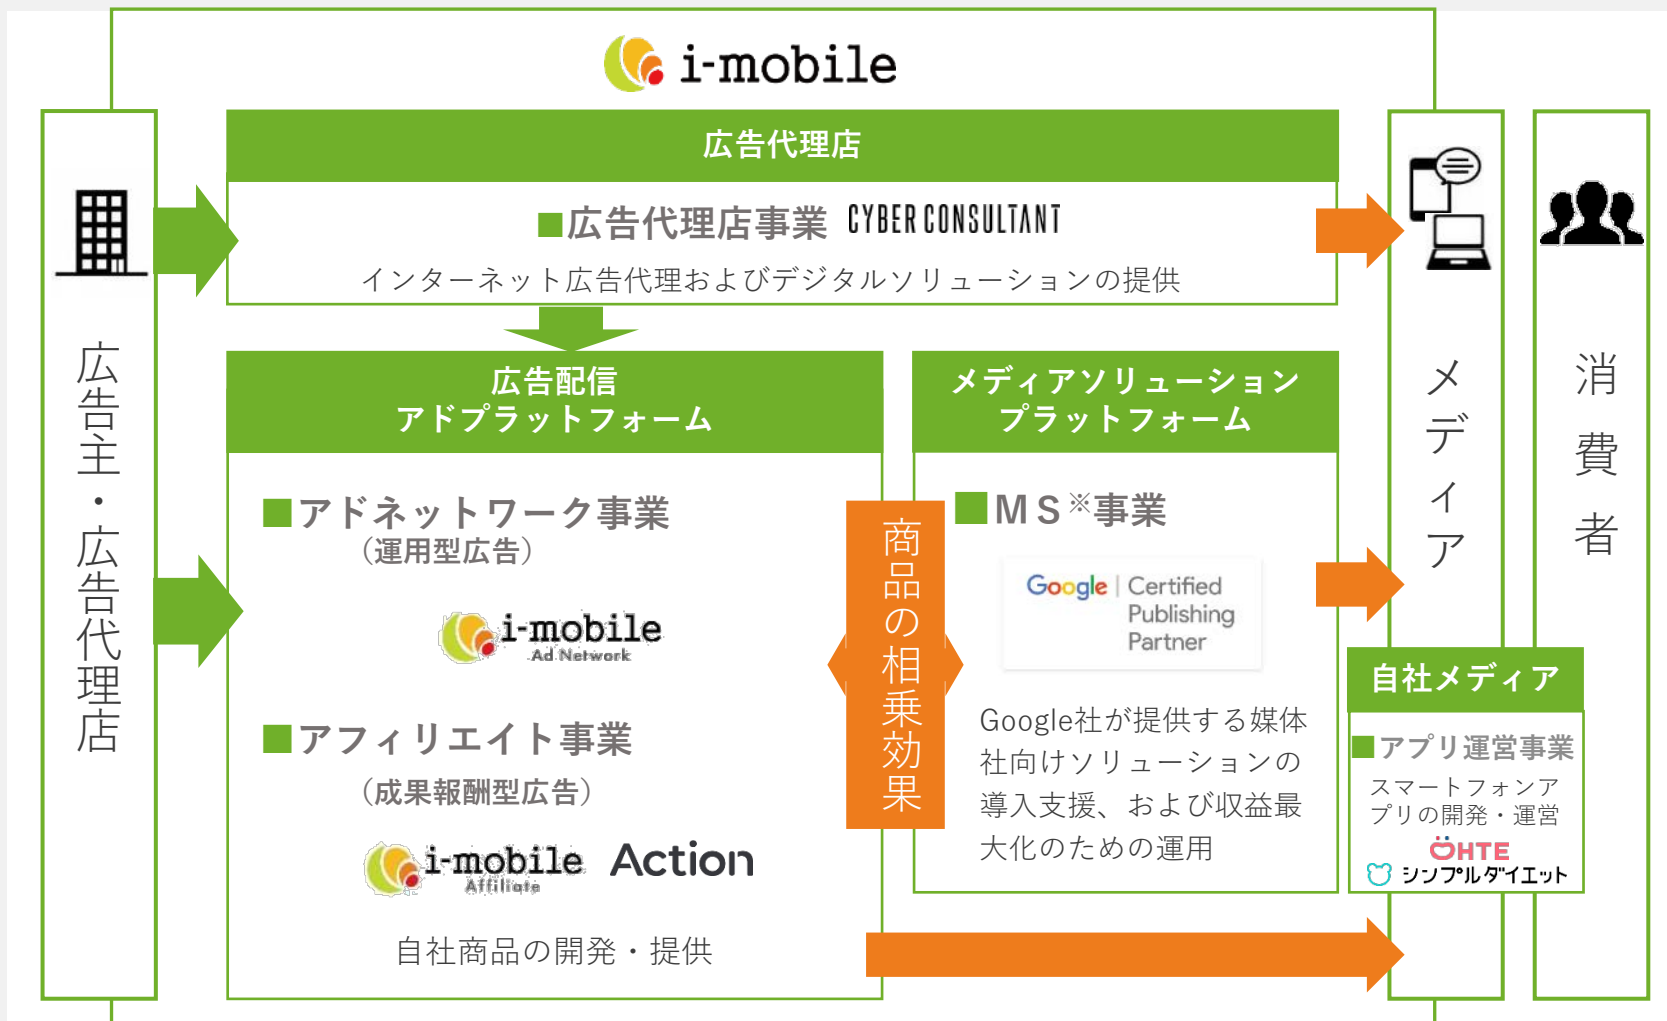 i-mobile
広告主・広告代理店
広告代理店
■広告代理店事業 CYBER CONSULTANT
インターネット広告代理およびデジタルソリューションの提供
広告配信
アドプラットフォーム
■アドネットワーク事業
（運用型広告）
i-mobile
Ad Network
■アフィリエイト事業
（成果報酬型広告）
i-mobile
Affiliate
Action
自社商品の開発・提供
商品の相乗効果
メディアソリューション
プラットフォーム
■ＭＳ※事業
Google
Certified
Publishing
Partner
Google社が提供する媒体
社向けソリューションの
導入支援、および収益最
大化のための運用
メディア
自社メディア
■アプリ運営事業
スマートフォンア
プリの開発・運営
OHTE
シンプルダイエット
消費者